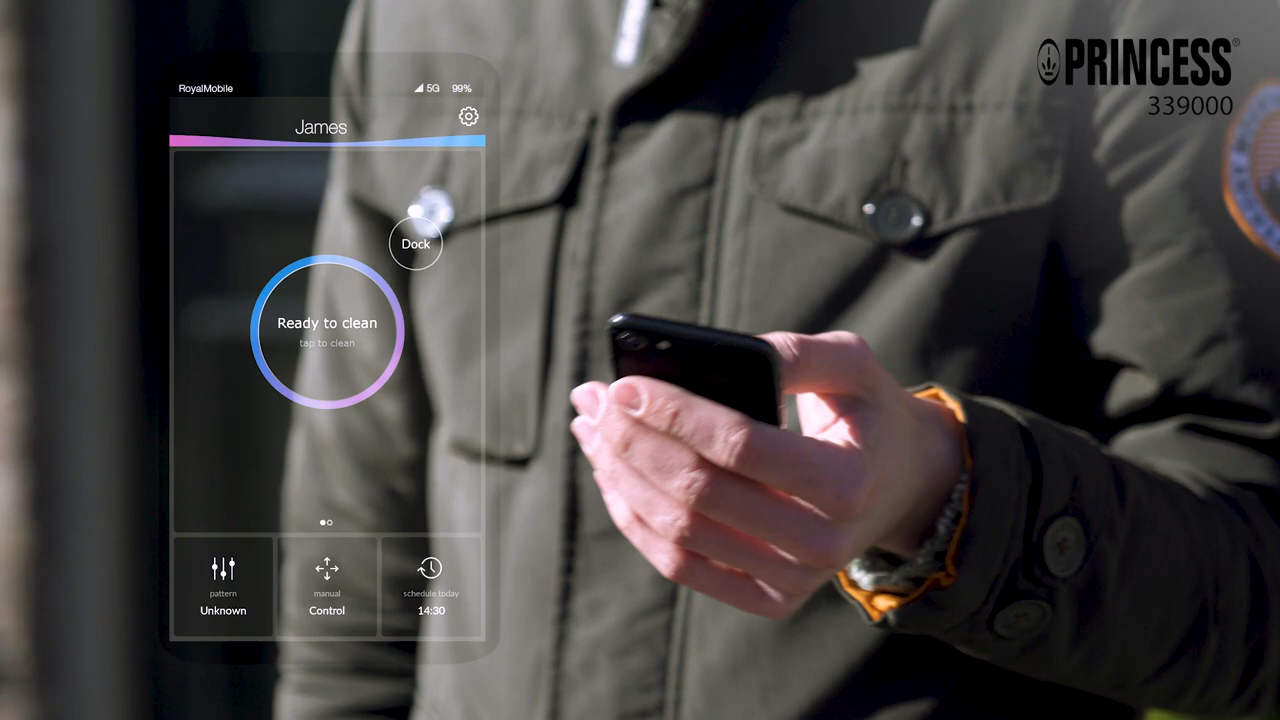 PRINCESS®
339000
RoyalMobile 5G 99%
James
Dock
Ready to clean
tap to clean
pattern
Unknown
manual
Control
schedule today
14:30